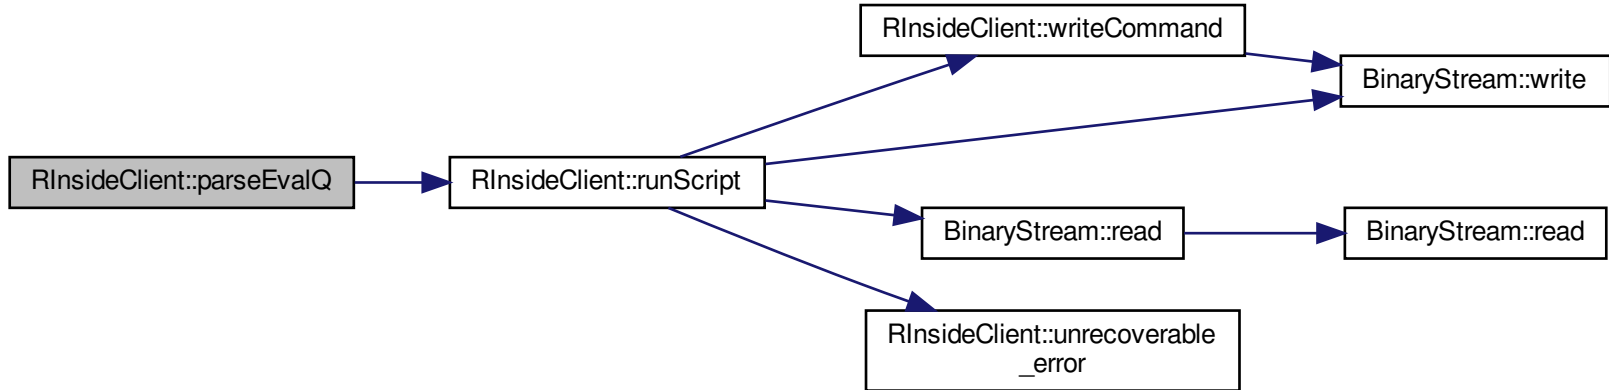 RInsideClient::parseEvalQ
RInsideClient::runScript
RInsideClient::writeCommand
BinaryStream::write
BinaryStream::read
BinaryStream::read
RInsideClient::unrecoverable
_error